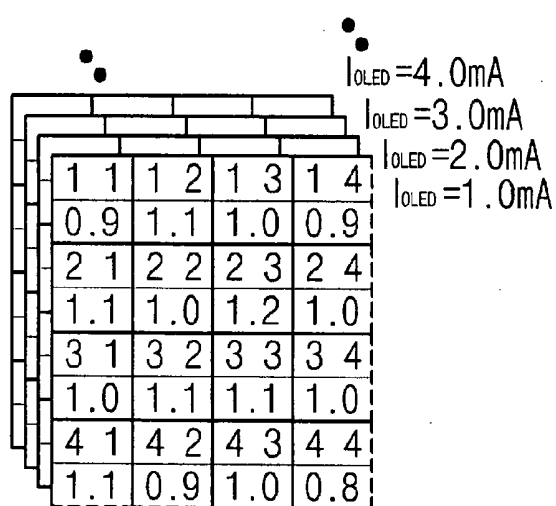 IOLED=4.0mA
IOLED=3.0mA
IOLED=2.0mA
IOLED=1.0mA
1 1 1 2 1 3 1 4
0.9 1.1 1.0 0.9
2 1 2 2 2 3 2 4
1.1 1.0 1.2 1.0
3 1 3 2 3 3 3 4
1.0 1.1 1.1 1.0
4 1 4 2 4 3 4 4
1.1 0.9 1.0 0.8